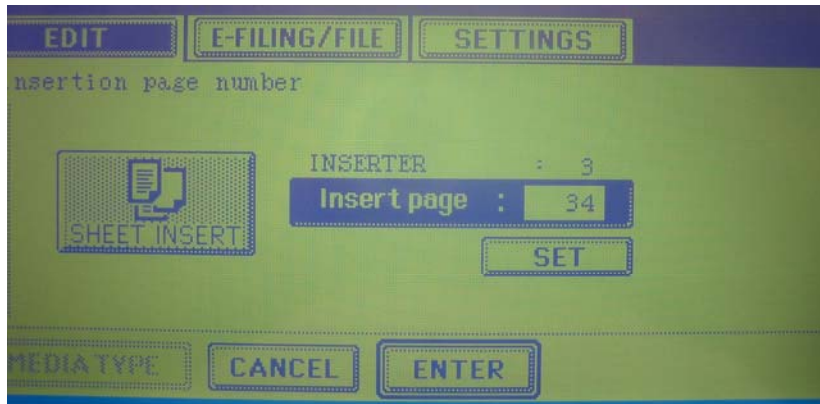 EDIT E-FILING/FILE SETTINGS
nsertion page number
INSERTER : 3
Insert page : 34
SHEET INSERT
SET
MEDIA TYPE CANCEL ENTER